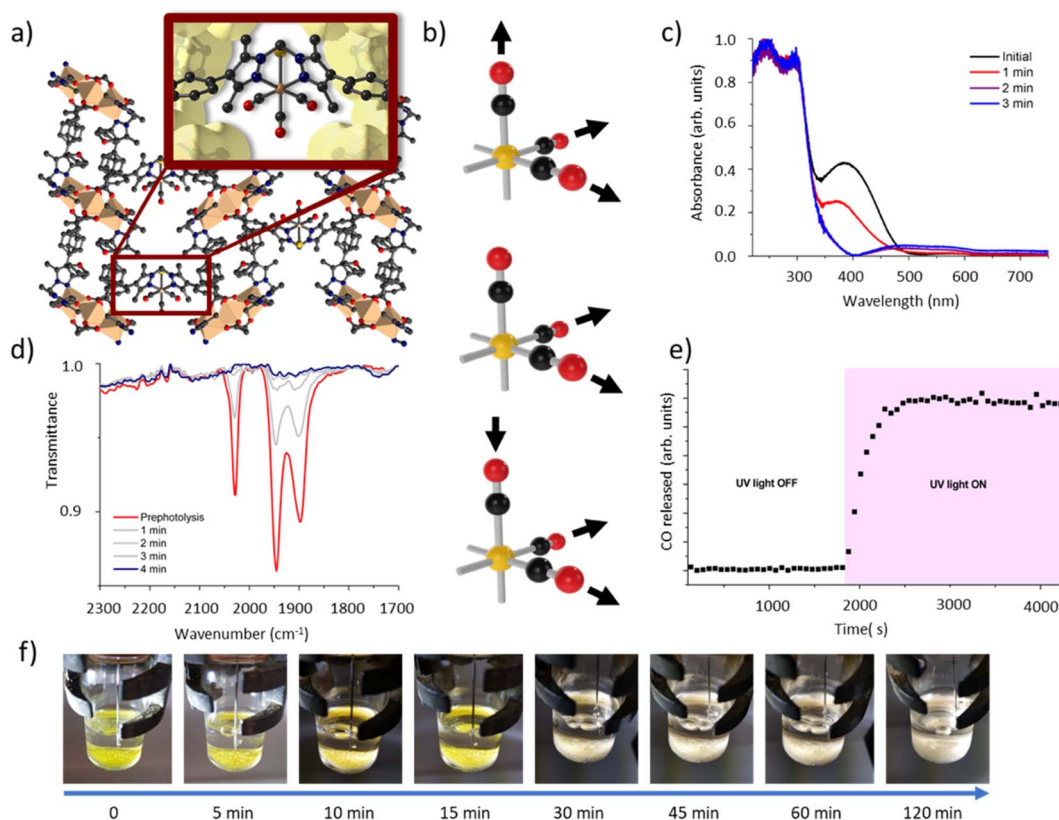 a)
b)
c)
Absorbance (arb. units)
1.0
0.8
0.6
0.4
0.2
0.0
Initial
1 min
2 min
3 min
300
400
500
600
700
Wavelength (nm)
d)
Transmittance
1.0
0.9
Prephotolysis
1 min
2 min
3 min
4 min
2300
2200
2100
2000
1900
1800
1700
Wavenumber (cm-1)
e)
CO released (arb. units)
UV light OFF
UV light ON
1000
2000
3000
4000
Time( s)
f)
0
5 min
10 min
15 min
30 min
45 min
60 min
120 min